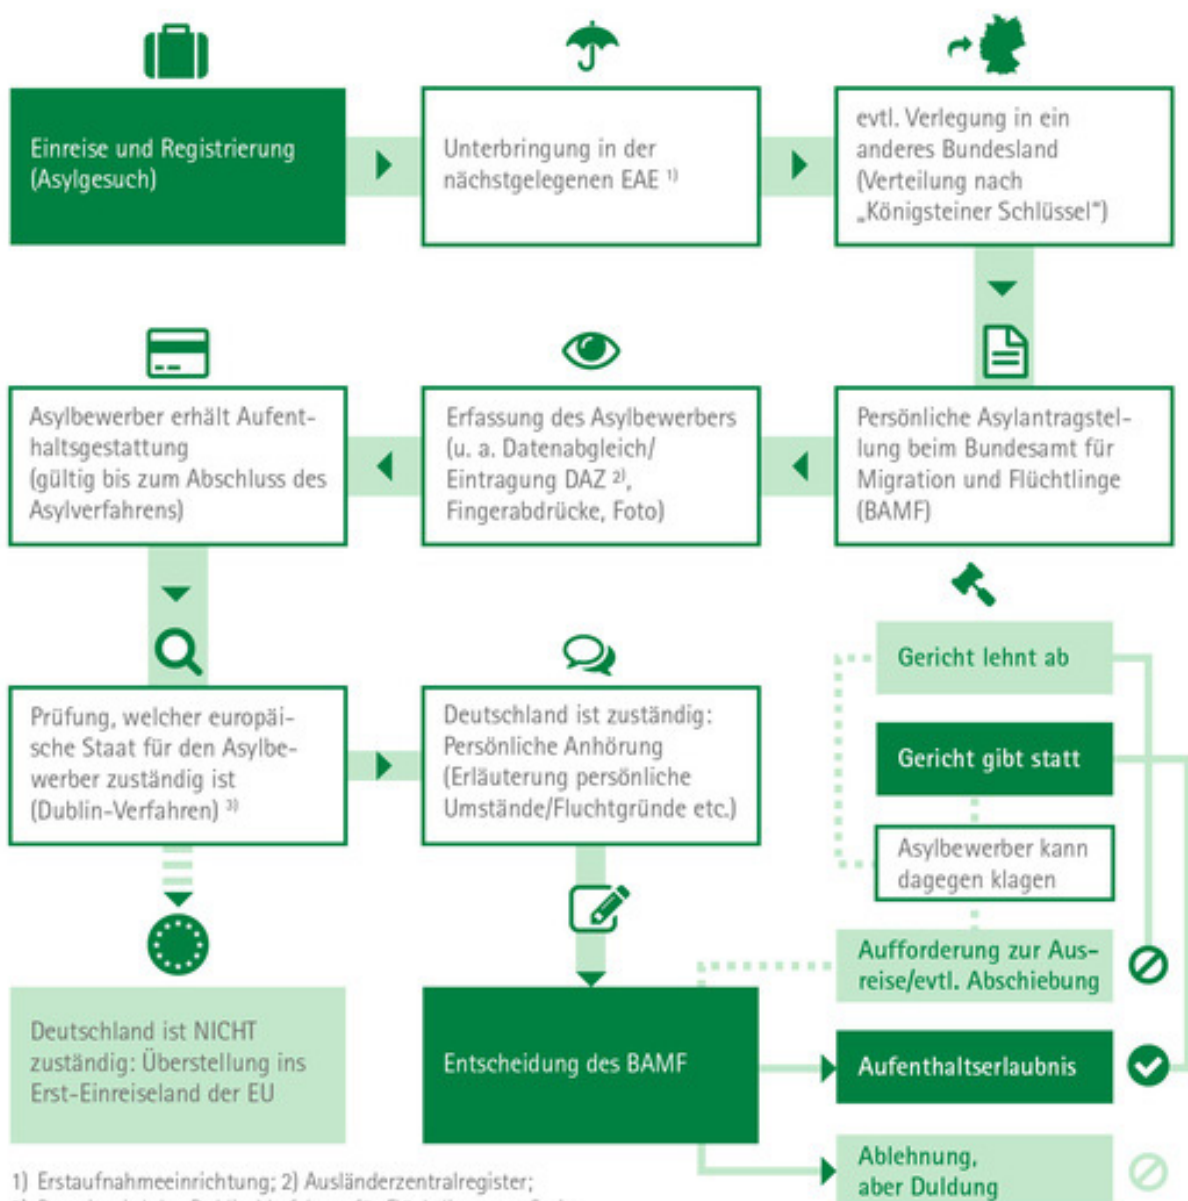 Einreise und Registrierung
(Asylgesuch)
Unterbringung in der
nächstgelegenen EAE ¹⁾
evtl. Verlegung in ein
anderes Bundesland
(Verteilung nach
„Königsteiner Schlüssel“)
Persönliche Asylantragstel-
lung beim Bundesamt für
Migration und Flüchtlinge
(BAMF)
Erfassung des Asylbewerbers
(u. a. Datenabgleich/
Eintragung DAZ ²⁾,
Fingerabdrücke, Foto)
Asylbewerber erhält Aufent-
haltsgestattung
(gültig bis zum Abschluss des
Asylverfahrens)
Prüfung, welcher europäi-
sche Staat für den Asylbe-
werber zuständig ist
(Dublin-Verfahren) ³⁾
Deutschland ist NICHT
zuständig: Überstellung ins
Erst-Einreiseland der EU
Deutschland ist zuständig:
Persönliche Anhörung
(Erläuterung persönliche
Umstände/Fluchtgründe etc.)
Entscheidung des BAMF
Gericht lehnt ab
Gericht gibt statt
Asylbewerber kann
dagegen klagen
Aufforderung zur Aus-
reise/evtl. Abschiebung
Aufenthaltserlaubnis
Ablehnung,
aber Duldung
1) Erstaufnahmeeinrichtung; 2) Ausländerzentralregister;